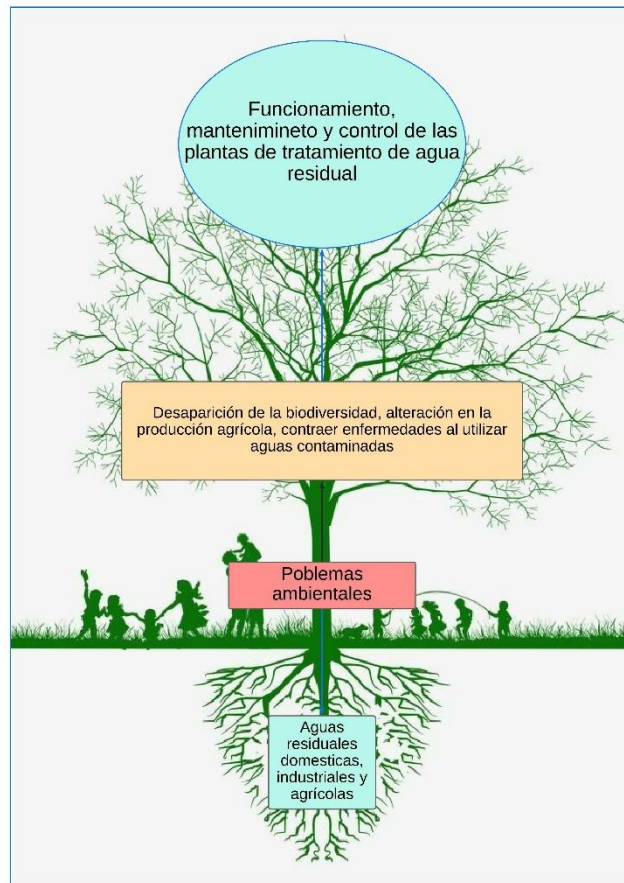 Funcionamiento,
mantenimineto y control de las
plantas de tratamiento de agua
residual
Desaparición de la biodiversidad, alteración en la
producción agrícola, contraer enfermedades al utilizar
aguas contaminadas
Poblemas
ambientales
Aguas
residuales
domesticas,
industriales y
agrícolas